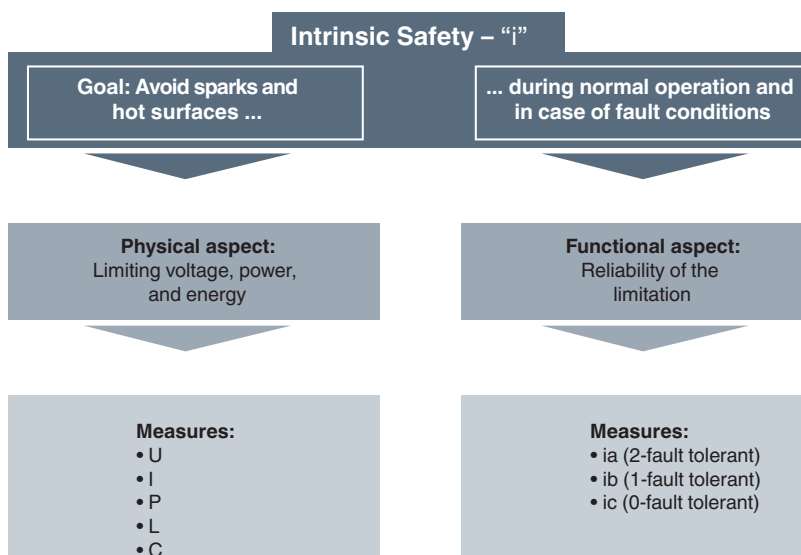 Intrinsic Safety – “i”
Goal: Avoid sparks and
hot surfaces ...
... during normal operation and
in case of fault conditions
Physical aspect:
Limiting voltage, power,
and energy
Functional aspect:
Reliability of the
limitation
Measures:
• U
• I
• P
• L
• C
Measures:
• ia (2-fault tolerant)
• ib (1-fault tolerant)
• ic (0-fault tolerant)